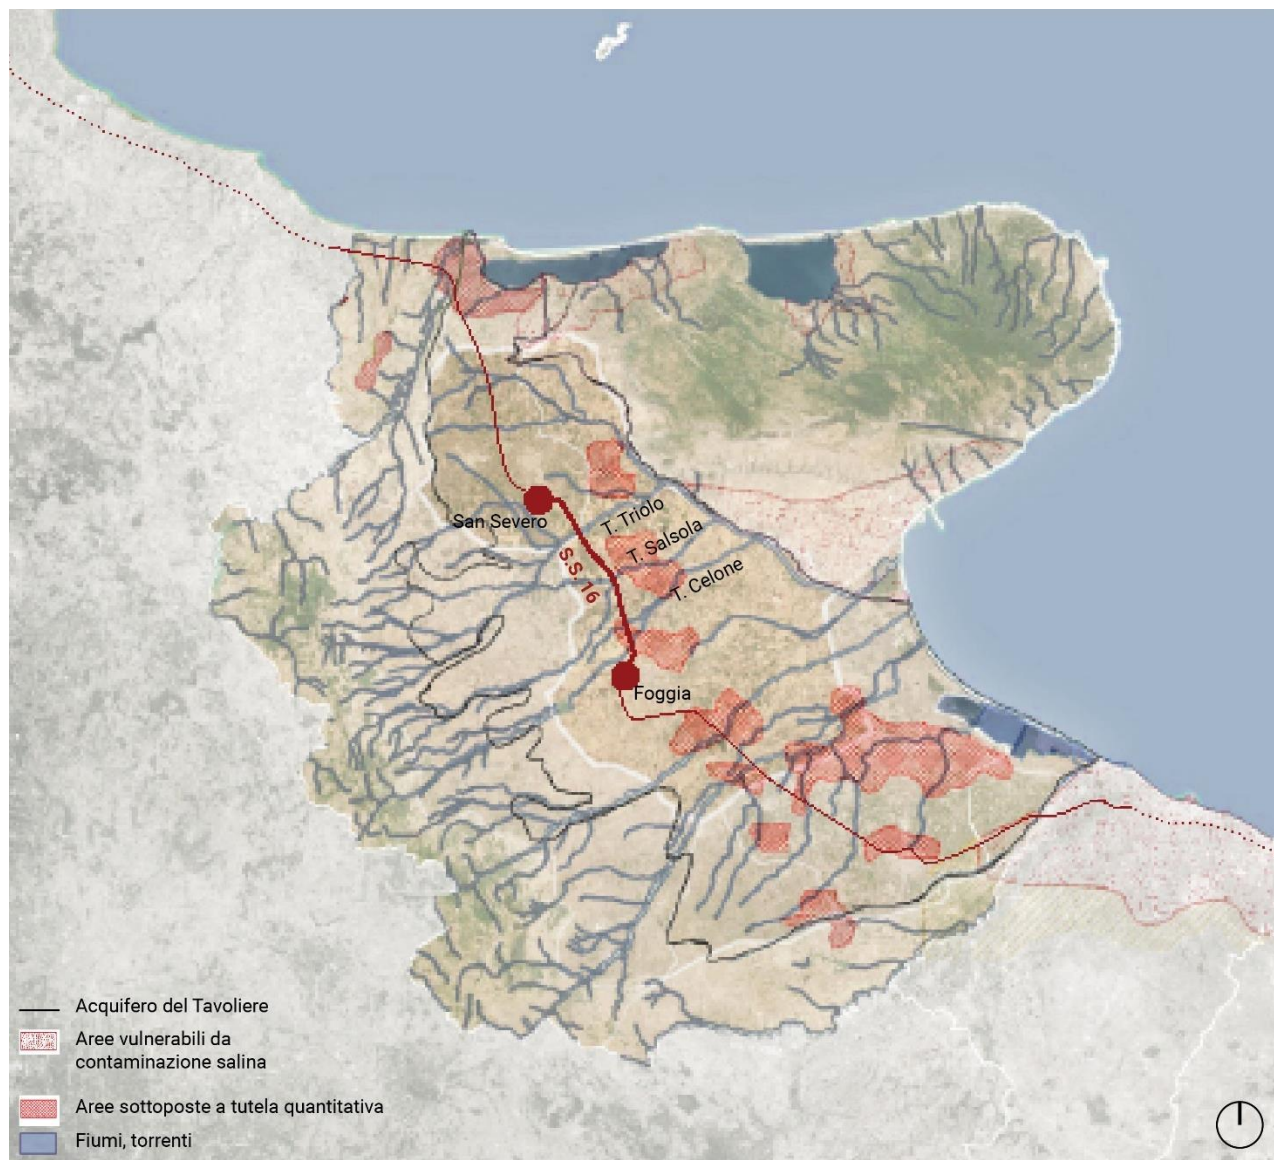 T. Triolo
San Severo
T. Salsola
S.S. 16
T. Celone
Foggia
Acquifero del Tavoliere
Aree vulnerabili da
contaminazione salina
Aree sottoposte a tutela quantitativa
Fiumi, torrenti